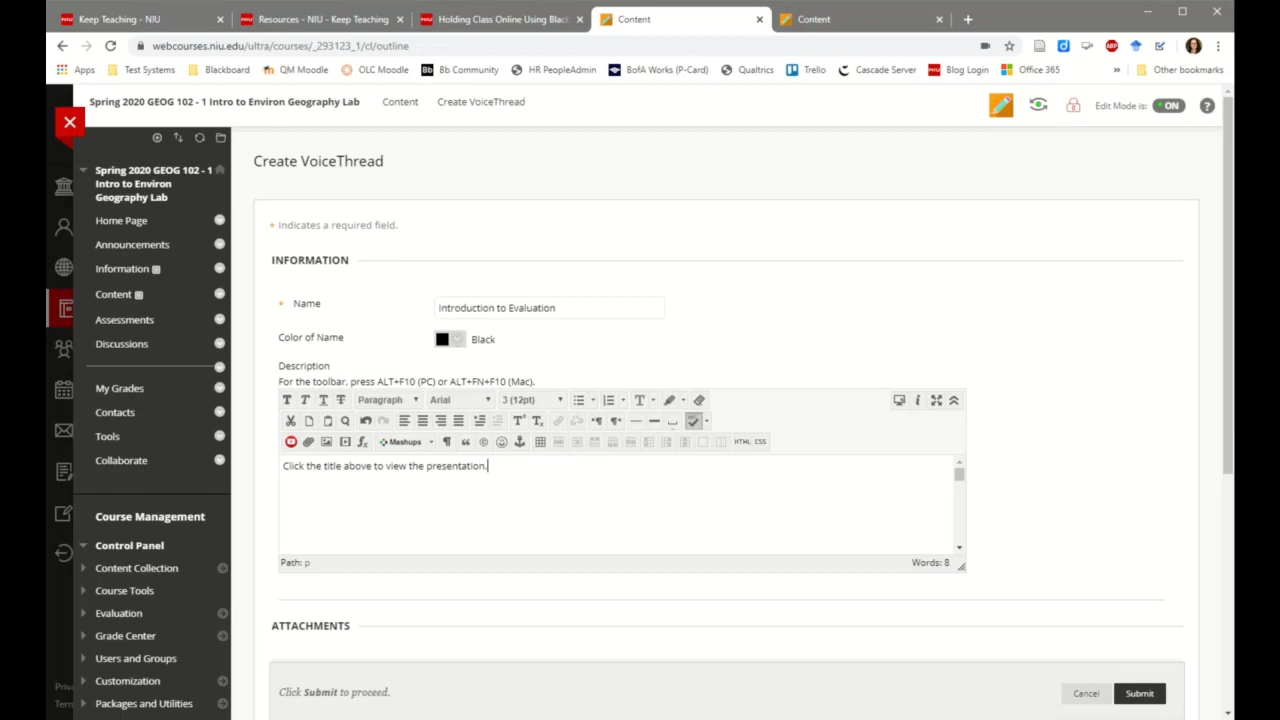 Keep Teaching - NIU
Resources - NIU - Keep Teaching
Holding Class Online Using Black
Content
Content
webcourses.niu.edu/ultra/courses/_293123_1/cl/outline
Apps
Test Systems
Blackboard
QM Moodle
OLC Moodle
Bb Community
HR PeopleAdmin
BofA Works (P-Card)
Qualtrics
Trello
Cascade Server
Blog Login
Office 365
Other bookmarks
Spring 2020 GEOG 102 - 1 Intro to Environ Geography Lab
Content
Create VoiceThread
Edit Mode is:
ON
Spring 2020 GEOG 102 - 1
Intro to Environ
Geography Lab
Home Page
Announcements
Information
Content
Assessments
Discussions
My Grades
Contacts
Tools
Collaborate
Course Management
Control Panel
Content Collection
Course Tools
Evaluation
Grade Center
Users and Groups
Customization
Packages and Utilities
Create VoiceThread
* Indicates a required field.
INFORMATION
* Name
Introduction to Evaluation
Color of Name
Black
Description
For the toolbar, press ALT+F10 (PC) or ALT+FN+F10 (Mac).
Paragraph
Arial
3 (12pt)
Mashups
HTML CSS
Click the title above to view the presentation.
Path: p
Words: 8
ATTACHMENTS
Click Submit to proceed.
Cancel
Submit